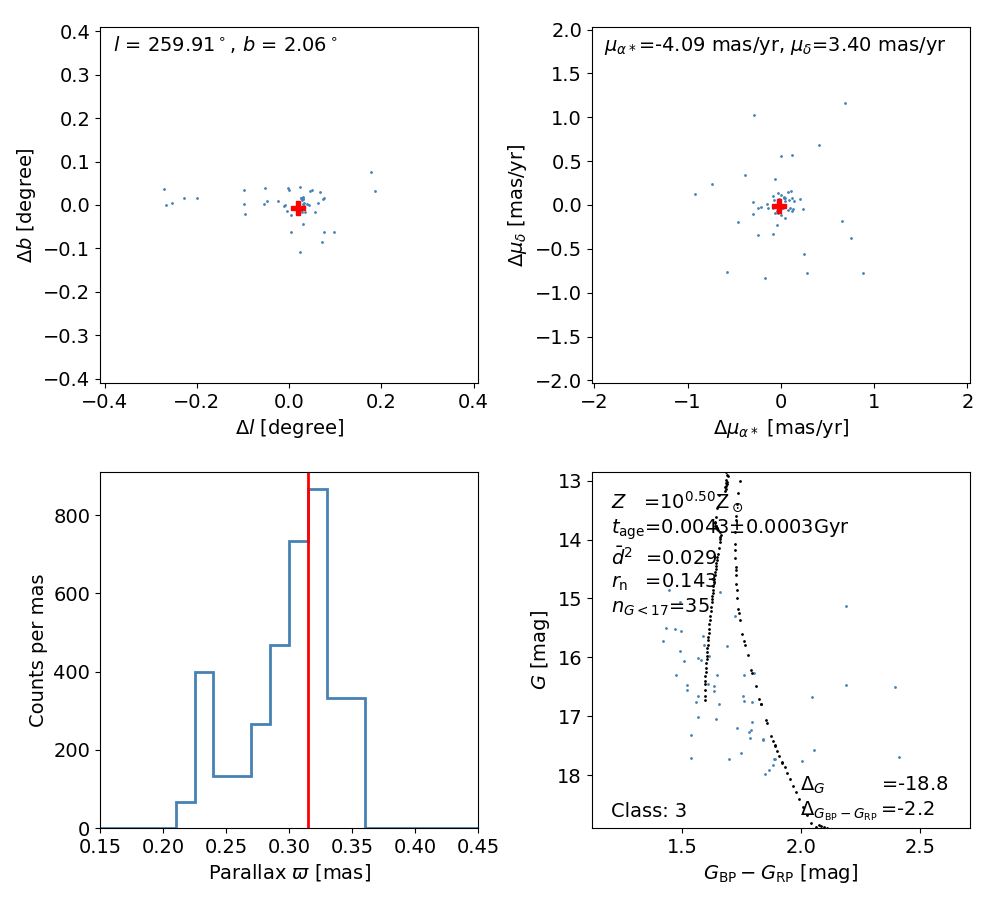 l = 259.91°, b = 2.06°
0.4
0.3
0.2
0.1
0.0
−0.1
−0.2
−0.3
−0.4
−0.4 −0.2 0.0 0.2 0.4
Δb [degree]
Δl [degree]
μα*=-4.09 mas/yr, μδ=3.40 mas/yr
2.0
1.5
1.0
0.5
0.0
−0.5
−1.0
−1.5
−2.0
−2 −1 0 1 2
Δμδ [mas/yr]
Δμα* [mas/yr]
800
600
400
200
0
0.15 0.20 0.25 0.30 0.35 0.40 0.45
Counts per mas
Parallax ϖ [mas]
13
14
15
16
17
18
1.5 2.0 2.5
G [mag]
GBP − GRP [mag]
Z =10^0.50 Z⊙
tage=0.0043±0.0003Gyr
d̄² =0.029
rn =0.143
nG<17=35
ΔG =-18.8
ΔGBP−GRP =-2.2
Class: 3